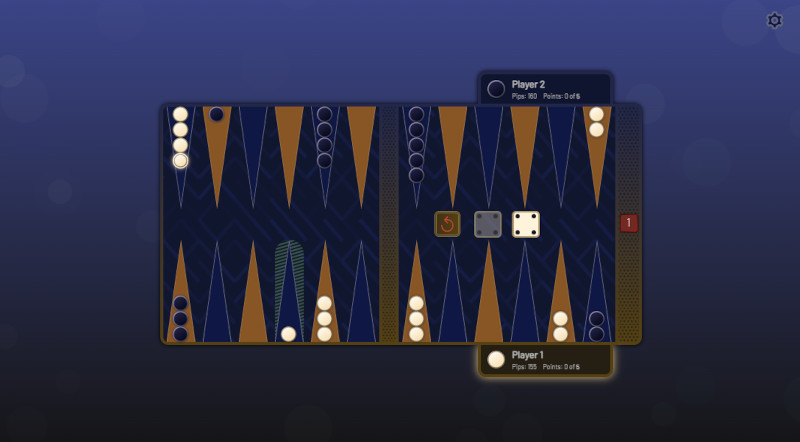 Player 2
Pips: 160 Points: 0 of 5
1
Player 1
Pips: 155 Points: 0 of 5